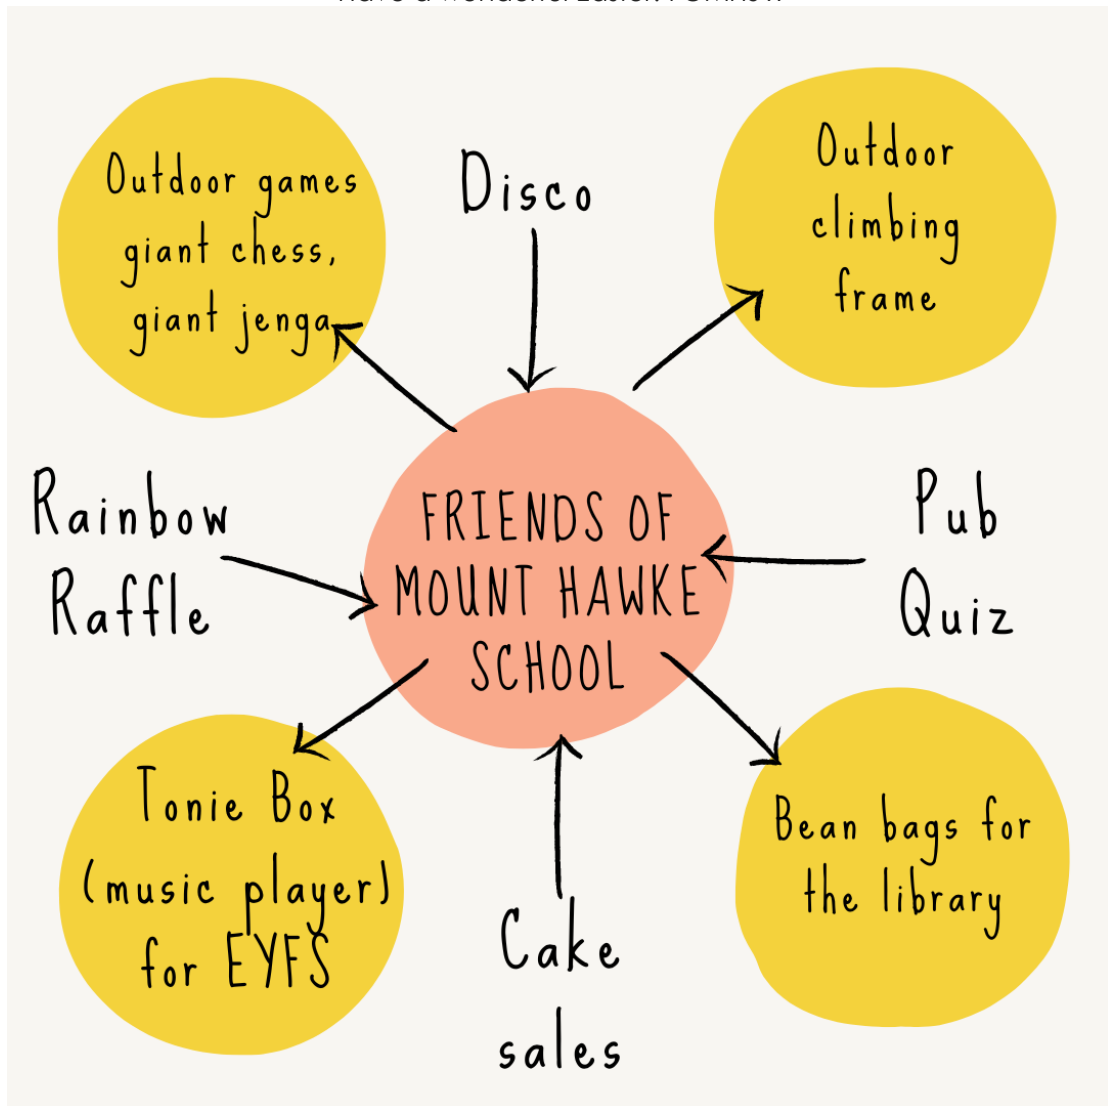 Outdoor games
giant chess,
giant jenga
Disco
Outdoor
climbing
frame
Rainbow
Raffle
FRIENDS OF
MOUNT HAWKE
SCHOOL
Pub
Quiz
Tonie Box
(music player)
for EYFS
Cake
sales
Bean bags for
the library